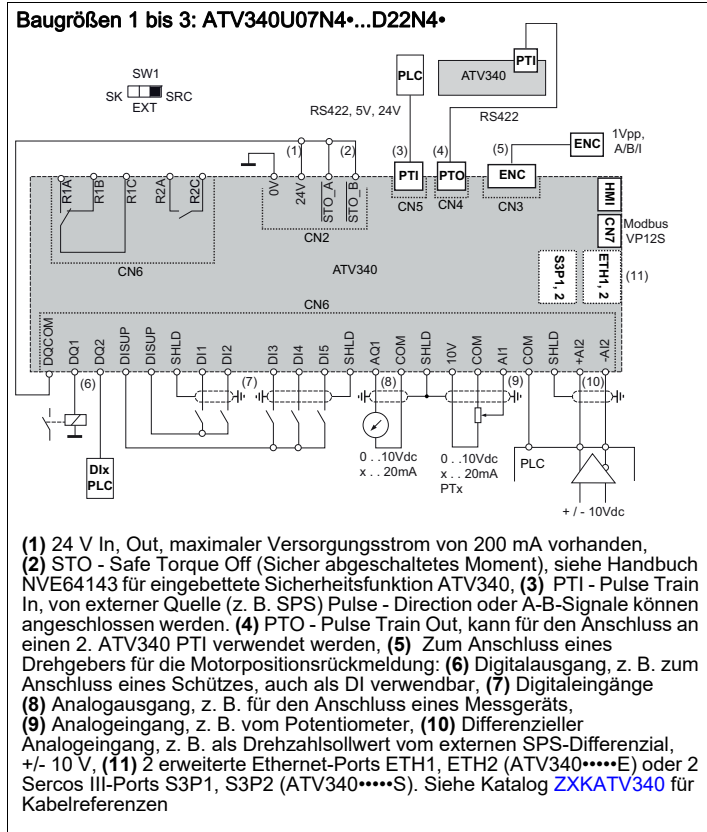 Baugrößen 1 bis 3: ATV340U07N4•...D22N4•
SW1
SK SRC
EXT
PLC
PTI
ATV340
RS422, 5V, 24V
RS422
1Vpp,
A/B/I
ENC
(1)
(2)
(3)
(4)
(5)
R1A
R1B
R1C
R2A
R2C
0V
24V
STO_A
STO_B
PTI
PTO
ENC
CN5
CN4
CN3
HMI
CN7
Modbus
VP12S
CN2
CN6
ATV340
S3P1, 2
ETH1, 2
(11)
CN6
DQCOM
DQ1
DQ2
DISUP
DISUP
SHLD
DI1
DI2
DI3
DI4
DI5
SHLD
AQ1
COM
SHLD
10V
COM
AI1
COM
SHLD
+AI2
-AI2
(6)
(7)
(8)
(9)
(10)
DIx
PLC
0 . .10Vdc
x . . 20mA
0 . .10Vdc
x . . 20mA
PTx
PLC
+ / - 10Vdc
(1) 24 V In, Out, maximaler Versorgungsstrom von 200 mA vorhanden,
(2) STO - Safe Torque Off (Sicher abgeschaltetes Moment), siehe Handbuch
NVE64143 für eingebettete Sicherheitsfunktion ATV340, (3) PTI - Pulse Train
In, von externer Quelle (z. B. SPS) Pulse - Direction oder A-B-Signale können
angeschlossen werden. (4) PTO - Pulse Train Out, kann für den Anschluss an
einen 2. ATV340 PTI verwendet werden, (5) Zum Anschluss eines
Drehgebers für die Motorpositionsrückmeldung: (6) Digitalausgang, z. B. zum
Anschluss eines Schützes, auch als DI verwendbar, (7) Digitaleingänge
(8) Analogausgang, z. B. für den Anschluss eines Messgeräts,
(9) Analogeingang, z. B. vom Potentiometer, (10) Differenzieller
Analogeingang, z. B. als Drehzahlsollwert vom externen SPS-Differenzial,
+/- 10 V, (11) 2 erweiterte Ethernet-Ports ETH1, ETH2 (ATV340•••••E) oder 2
Sercos III-Ports S3P1, S3P2 (ATV340•••••S). Siehe Katalog ZXKATV340 für
Kabelreferenzen